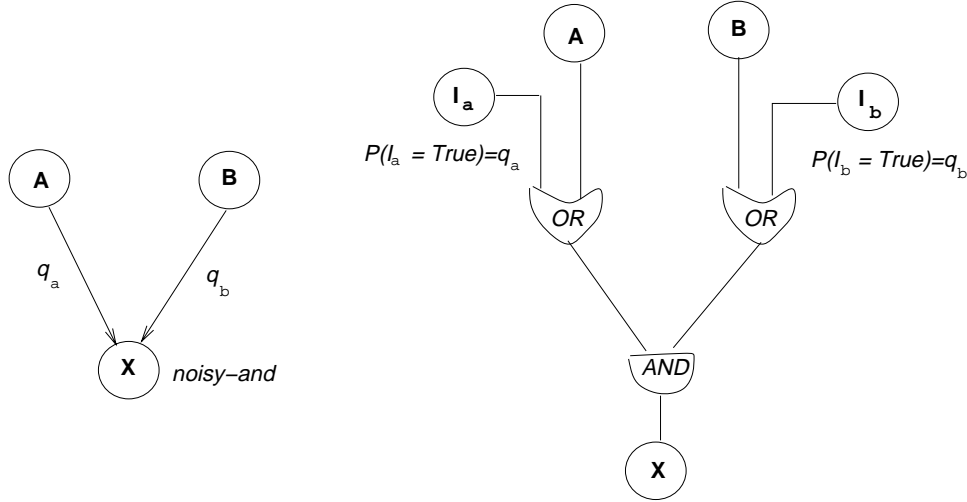 A
B
q_a
q_b
X
noisy–and
A
B
I_a
I_b
P(I_a = True)=q_a
P(I_b = True)=q_b
OR
OR
AND
X